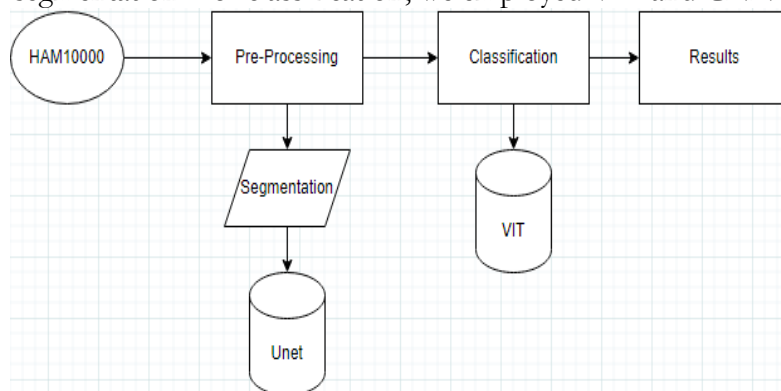 HAM10000
Pre-Processing
Classification
Results
Segmentation
VIT
Unet